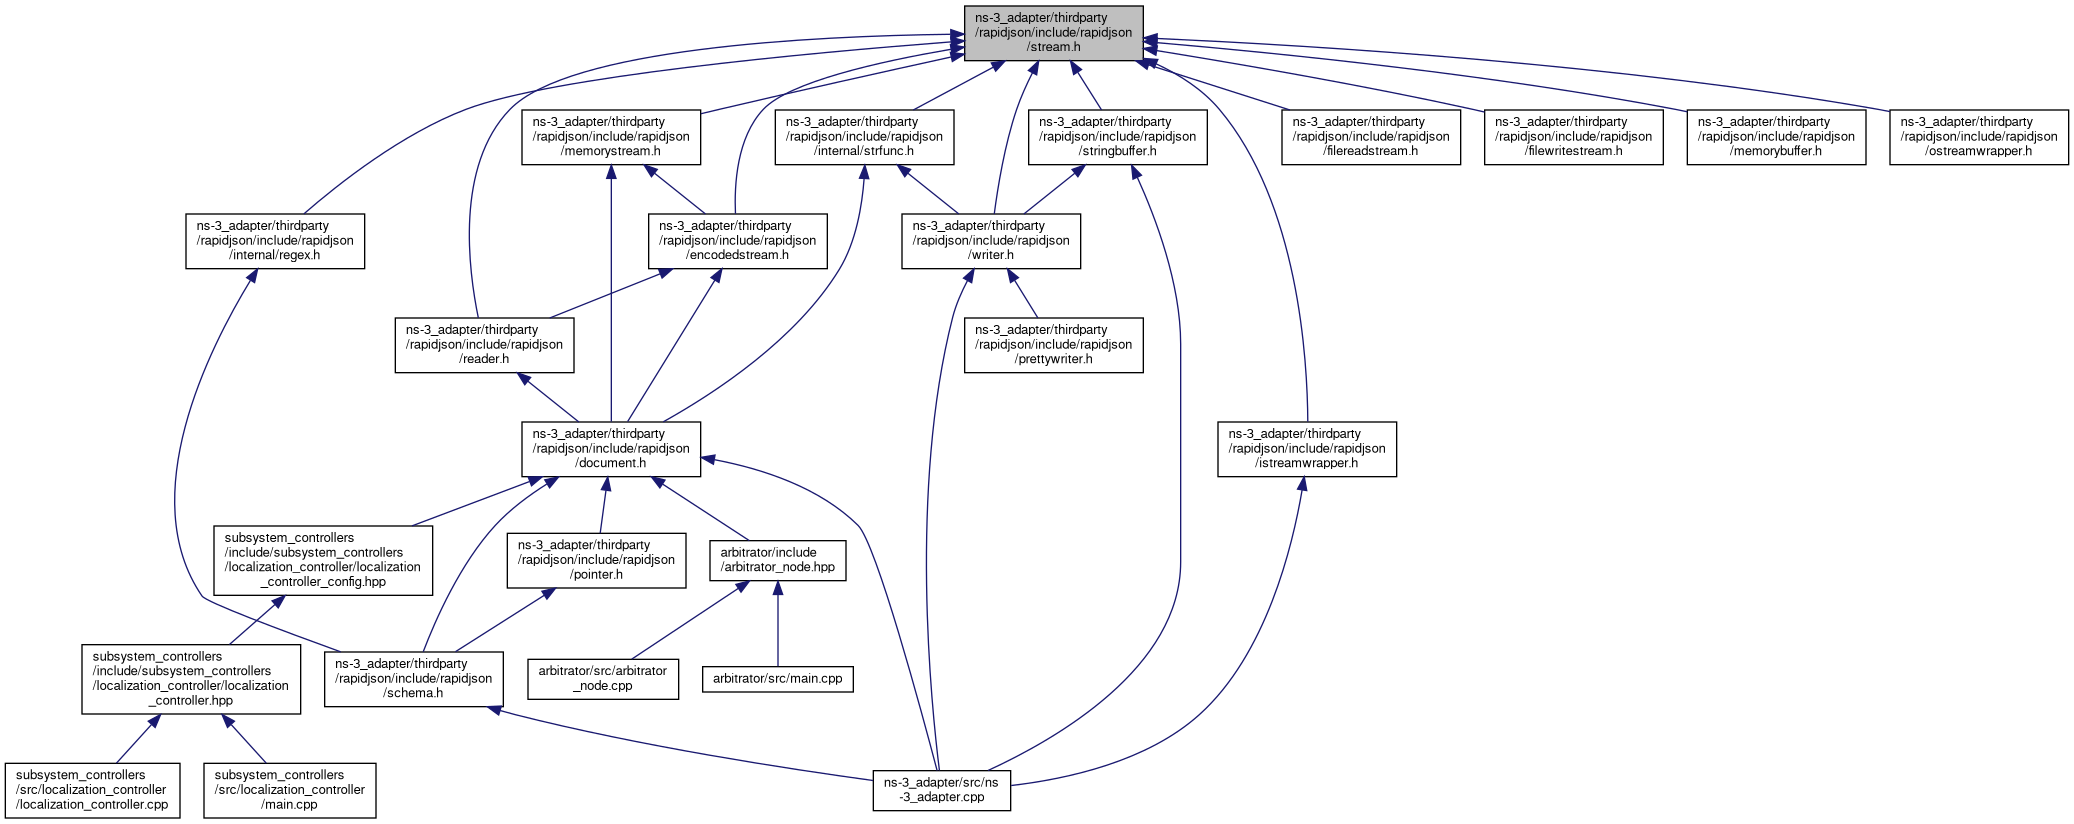 ns-3_adapter/thirdparty
/rapidjson/include/rapidjson
/stream.h
ns-3_adapter/thirdparty
/rapidjson/include/rapidjson
/memorystream.h
ns-3_adapter/thirdparty
/rapidjson/include/rapidjson
/internal/strfunc.h
ns-3_adapter/thirdparty
/rapidjson/include/rapidjson
/stringbuffer.h
ns-3_adapter/thirdparty
/rapidjson/include/rapidjson
/filereadstream.h
ns-3_adapter/thirdparty
/rapidjson/include/rapidjson
/filewritestream.h
ns-3_adapter/thirdparty
/rapidjson/include/rapidjson
/memorybuffer.h
ns-3_adapter/thirdparty
/rapidjson/include/rapidjson
/ostreamwrapper.h
ns-3_adapter/thirdparty
/rapidjson/include/rapidjson
/internal/regex.h
ns-3_adapter/thirdparty
/rapidjson/include/rapidjson
/encodedstream.h
ns-3_adapter/thirdparty
/rapidjson/include/rapidjson
/writer.h
ns-3_adapter/thirdparty
/rapidjson/include/rapidjson
/reader.h
ns-3_adapter/thirdparty
/rapidjson/include/rapidjson
/prettywriter.h
ns-3_adapter/thirdparty
/rapidjson/include/rapidjson
/document.h
ns-3_adapter/thirdparty
/rapidjson/include/rapidjson
/istreamwrapper.h
subsystem_controllers
/include/subsystem_controllers
/localization_controller/localization
_controller_config.hpp
ns-3_adapter/thirdparty
/rapidjson/include/rapidjson
/pointer.h
arbitrator/include
/arbitrator_node.hpp
subsystem_controllers
/include/subsystem_controllers
/localization_controller/localization
_controller.hpp
ns-3_adapter/thirdparty
/rapidjson/include/rapidjson
/schema.h
arbitrator/src/arbitrator
_node.cpp
arbitrator/src/main.cpp
subsystem_controllers
/src/localization_controller
/localization_controller.cpp
subsystem_controllers
/src/localization_controller
/main.cpp
ns-3_adapter/src/ns
-3_adapter.cpp